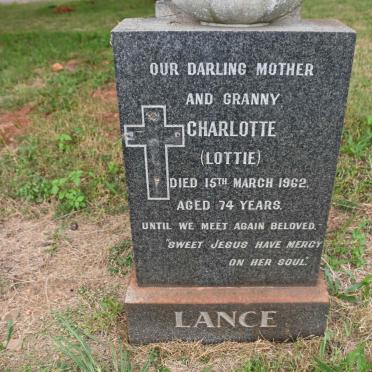 OUR DARLING MOTHER
AND GRANNY
CHARLOTTE
(LOTTIE)
DIED 15TH MARCH 1962.
AGED 74 YEARS.
UNTIL WE MEET AGAIN BELOVED.-
"SWEET JESUS HAVE MERCY
ON HER SOUL."
LANCE